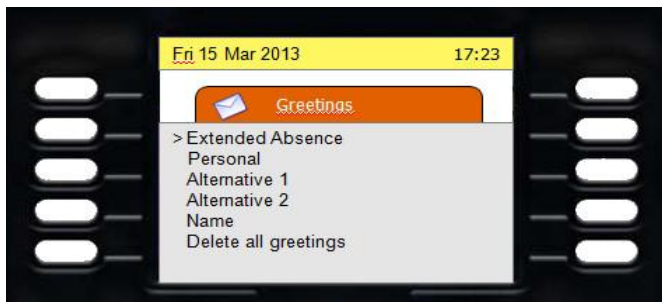 Fri 15 Mar 2013 17:23
Greetings
> Extended Absence
Personal
Alternative 1
Alternative 2
Name
Delete all greetings